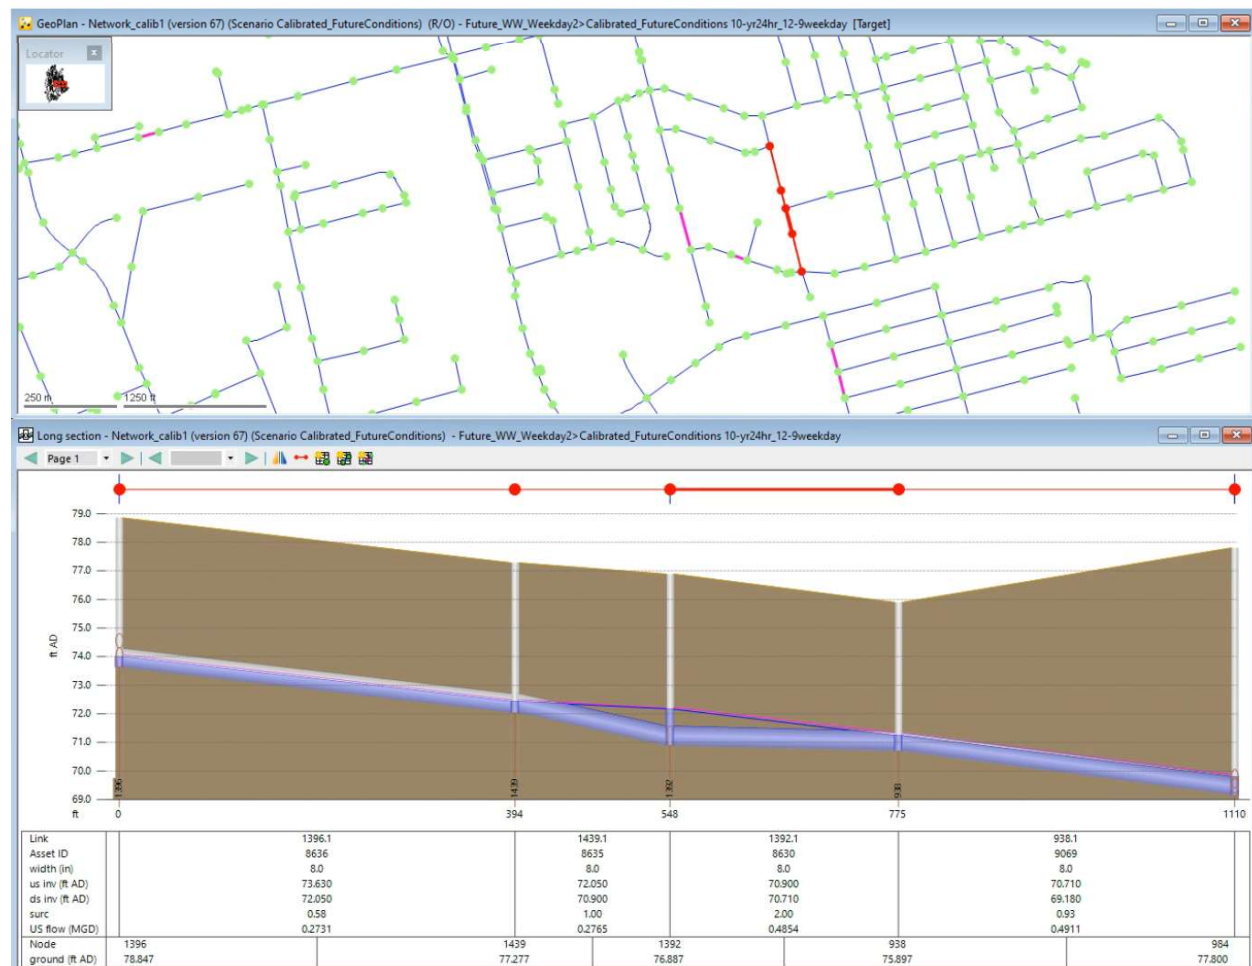 GeoPlan - Network_calib1 (version 67) (Scenario Calibrated_FutureConditions) (R/O) - Future_WW_Weekday2>Calibrated_FutureConditions 10-yr24hr_12-9weekday [Target]
Locator
250 m 1250 ft
Long section - Network_calib1 (version 67) (Scenario Calibrated_FutureConditions) - Future_WW_Weekday2>Calibrated_FutureConditions 10-yr24hr_12-9weekday
Page 1
79.0
78.0
77.0
76.0
75.0
ft AD
74.0
73.0
72.0
71.0
70.0
69.0
1396 1439 1392 938
ft 0 394 548 775 1110
Link 1396.1 1439.1 1392.1 938.1
Asset ID 8636 8635 8630 9069
width (in) 8.0 8.0 8.0 8.0
us inv (ft AD) 73.630 72.050 70.900 70.710
ds inv (ft AD) 72.050 70.900 70.710 69.180
surc 0.58 1.00 2.00 0.93
US flow (MGD) 0.2731 0.2765 0.4854 0.4911
Node 1396 1439 1392 938 984
ground (ft AD) 78.847 77.277 76.887 75.897 77.800